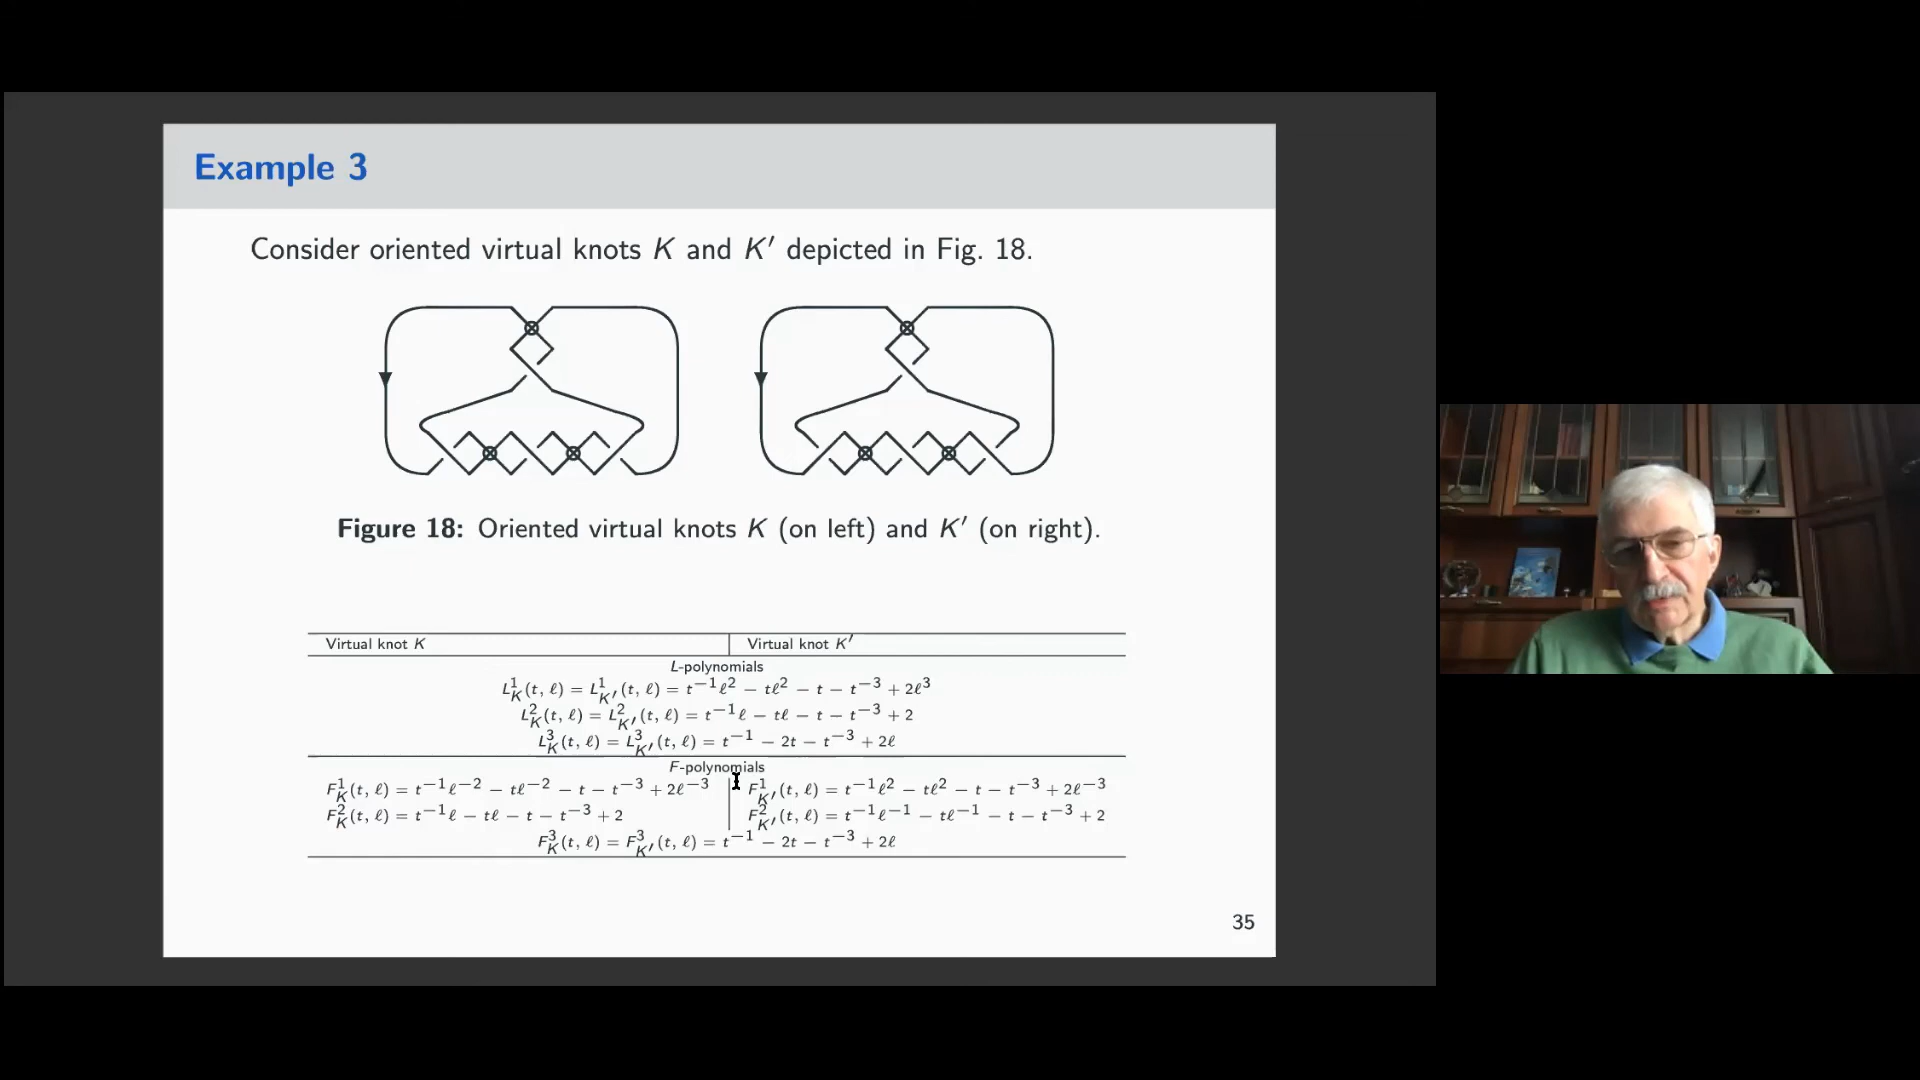 Example 3
Consider oriented virtual knots K and K′ depicted in Fig. 18.
Figure 18: Oriented virtual knots K (on left) and K′ (on right).
Virtual knot K	Virtual knot K′
L-polynomials
L¹_K(t, ℓ) = L¹_K′(t, ℓ) = t⁻¹ℓ² − tℓ² − t − t⁻³ + 2ℓ³
L²_K(t, ℓ) = L²_K′(t, ℓ) = t⁻¹ℓ − tℓ − t − t⁻³ + 2
L³_K(t, ℓ) = L³_K′(t, ℓ) = t⁻¹ − 2t − t⁻³ + 2ℓ
F-polynomials
F¹_K(t, ℓ) = t⁻¹ℓ⁻² − tℓ⁻² − t − t⁻³ + 2ℓ⁻³	F¹_K′(t, ℓ) = t⁻¹ℓ² − tℓ² − t − t⁻³ + 2ℓ⁻³
F²_K(t, ℓ) = t⁻¹ℓ − tℓ − t − t⁻³ + 2	F²_K′(t, ℓ) = t⁻¹ℓ⁻¹ − tℓ⁻¹ − t − t⁻³ + 2
F³_K(t, ℓ) = F³_K′(t, ℓ) = t⁻¹ − 2t − t⁻³ + 2ℓ
35